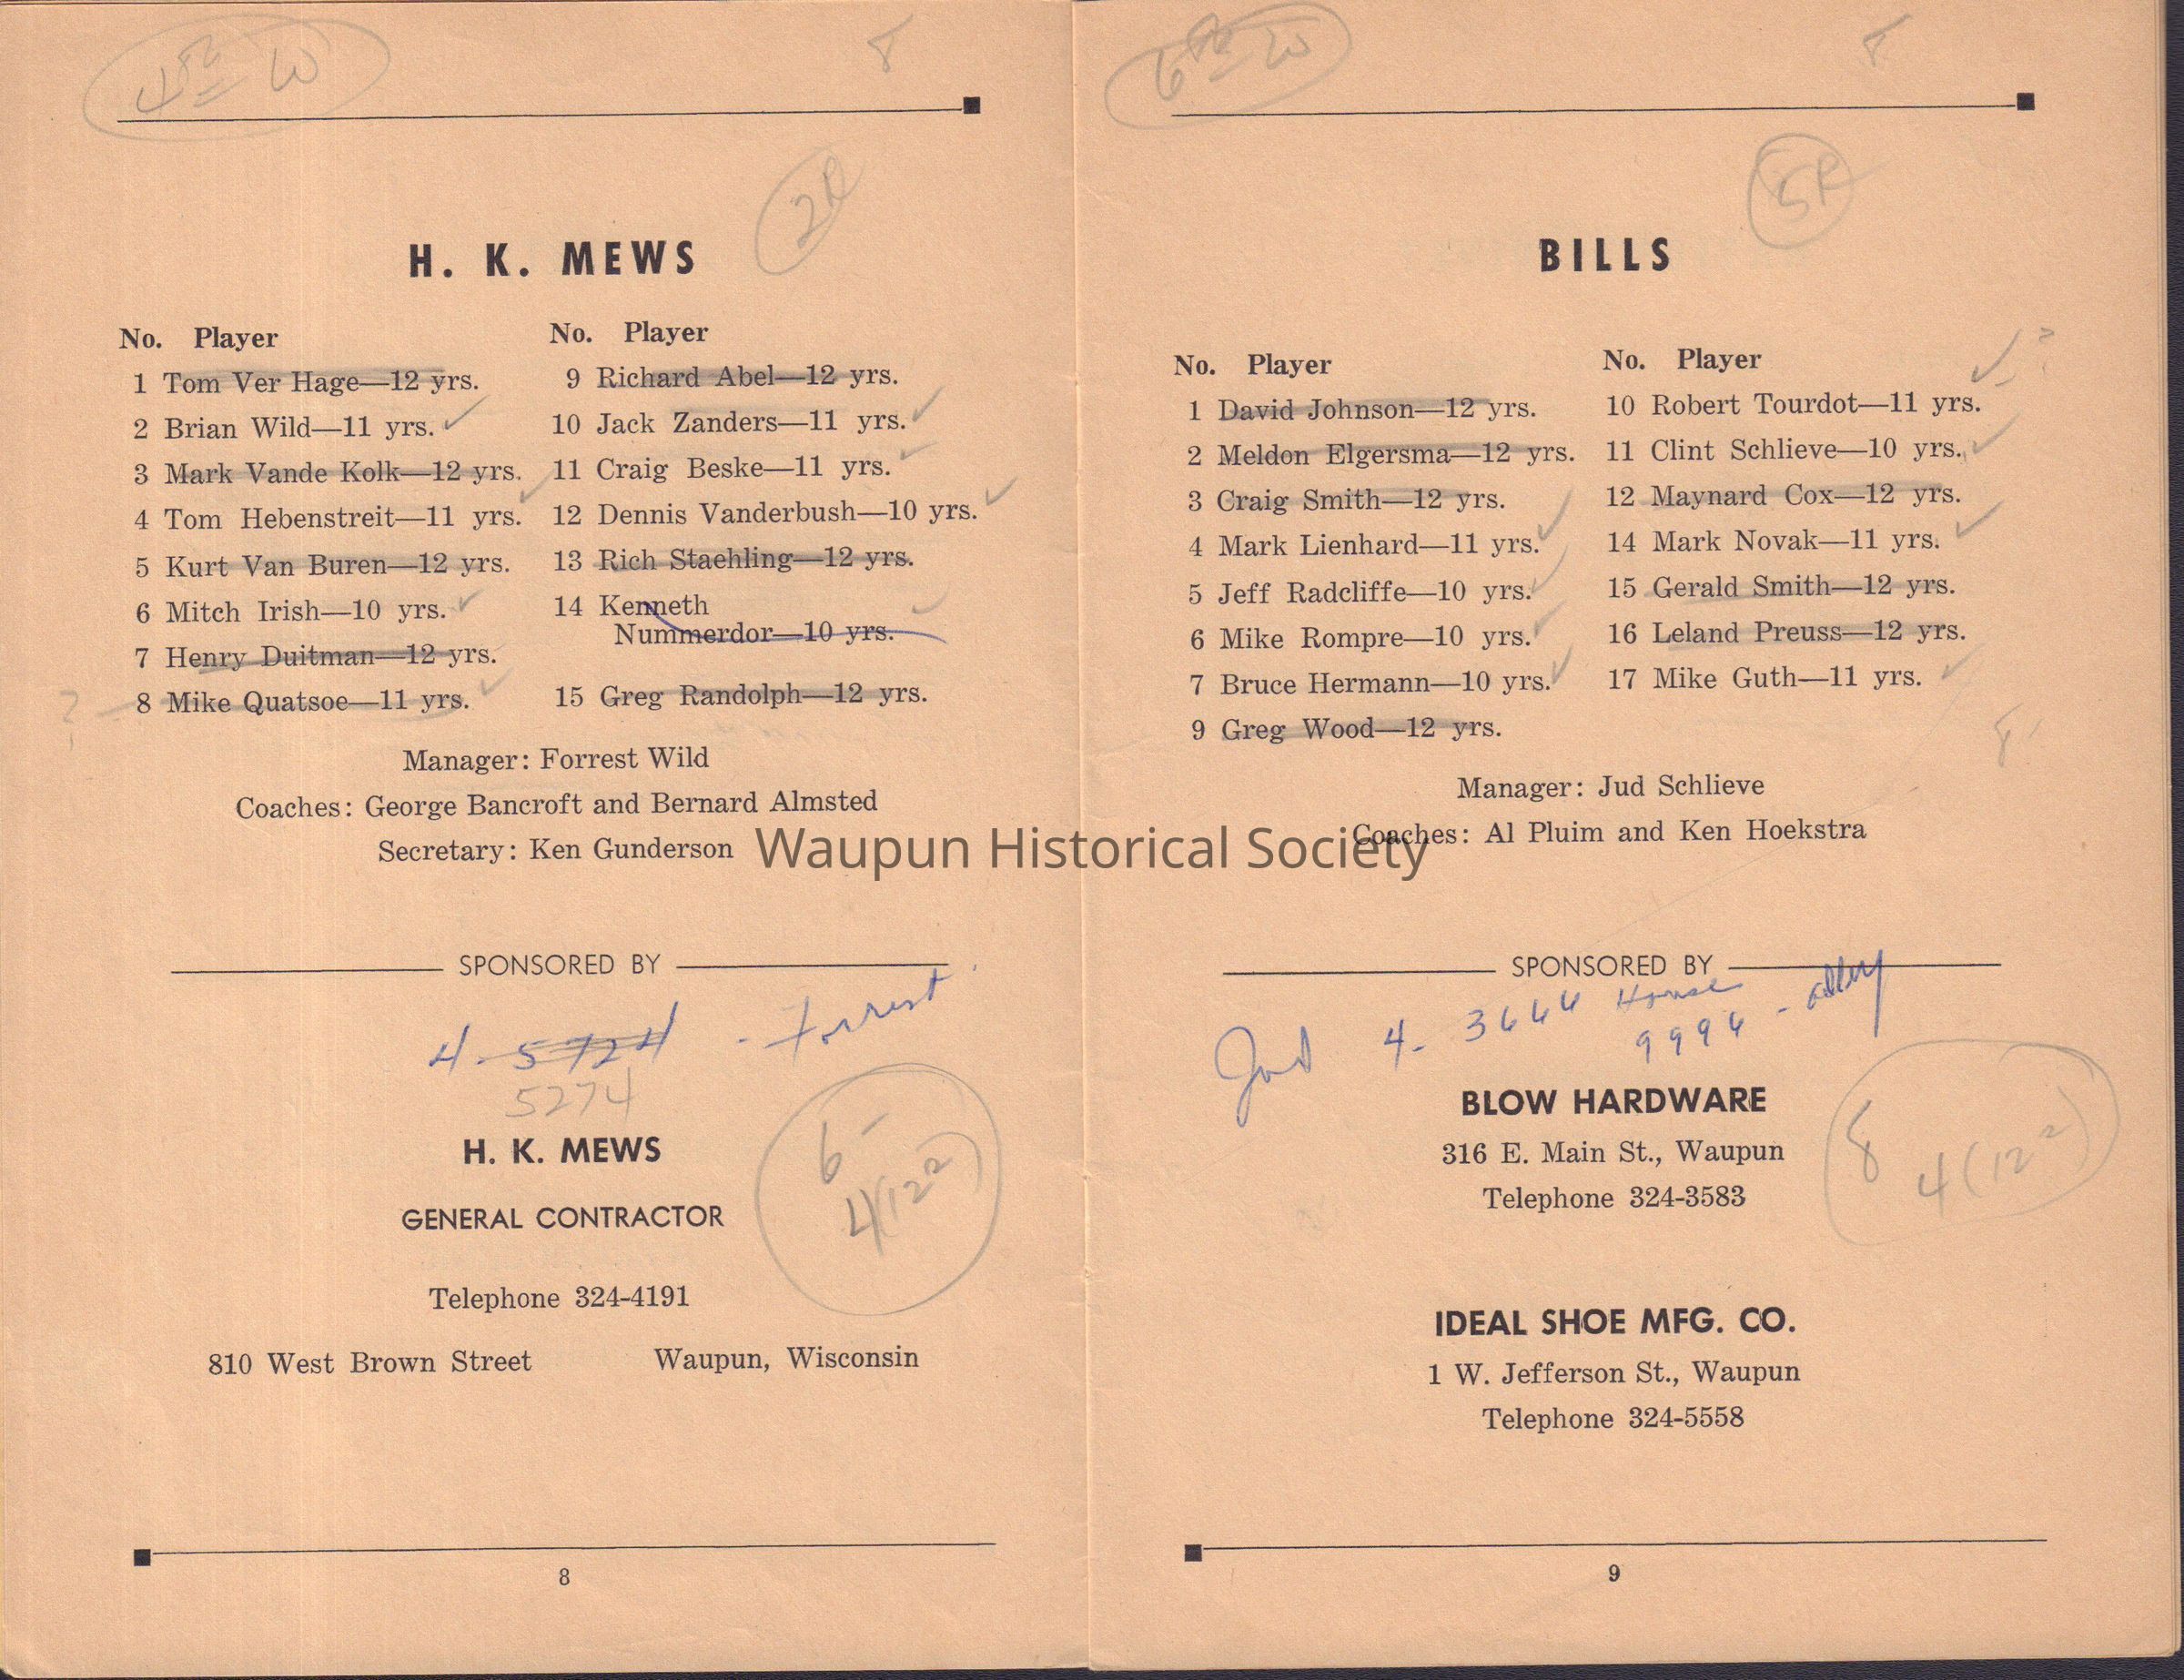 4th W
8
2R
H. K. MEWS
No. Player
1 Tom Ver Hage—12 yrs.
2 Brian Wild—11 yrs. ✓
3 Mark Vande Kolk—12 yrs.
4 Tom Hebenstreit—11 yrs. ✓
5 Kurt Van Buren—12 yrs.
6 Mitch Irish—10 yrs. ✓
7 Henry Duitman—12 yrs.
? 8 Mike Quatsoe—11 yrs. ✓
No. Player
9 Richard Abel—12 yrs.
10 Jack Zanders—11 yrs. ✓
11 Craig Beske—11 yrs. ✓
12 Dennis Vanderbush—10 yrs. ✓
13 Rich Staehling—12 yrs.
14 Kenneth
Nummerdor—10 yrs. ✓
15 Greg Randolph—12 yrs.
Manager: Forrest Wild
Coaches: George Bancroft and Bernard Almsted
Secretary: Ken Gunderson
SPONSORED BY
4-5724 - Forrest
5274
H. K. MEWS
GENERAL CONTRACTOR
6-
4(12
Telephone 324-4191
810 West Brown Street Waupun, Wisconsin
8
6th W
8
5R
BILLS
No. Player
1 David Johnson—12 yrs.
2 Meldon Elgersma—12 yrs.
3 Craig Smith—12 yrs.
4 Mark Lienhard—11 yrs. ✓
5 Jeff Radcliffe—10 yrs. ✓
6 Mike Rompre—10 yrs. ✓
7 Bruce Hermann—10 yrs. ✓
9 Greg Wood—12 yrs.
No. Player
10 Robert Tourdot—11 yrs. ✓ ?
11 Clint Schlieve—10 yrs. ✓
12 Maynard Cox—12 yrs.
14 Mark Novak—11 yrs. ✓
15 Gerald Smith—12 yrs.
16 Leland Preuss—12 yrs.
17 Mike Guth—11 yrs. ✓
8
Manager: Jud Schlieve
Coaches: Al Pluim and Ken Hoekstra
Waupun Historical Society
SPONSORED BY
Jud 4-3644 House
9994 - alley
BLOW HARDWARE
316 E. Main St., Waupun
Telephone 324-3583
8
4(12
IDEAL SHOE MFG. CO.
1 W. Jefferson St., Waupun
Telephone 324-5558
9